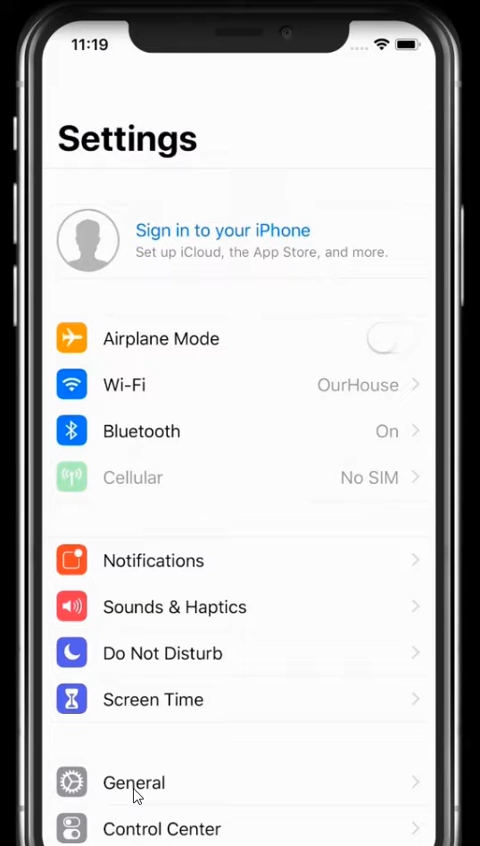 11:19
Settings
Sign in to your iPhone
Set up iCloud, the App Store, and more.
Airplane Mode
Wi-Fi OurHouse
Bluetooth On
Cellular No SIM
Notifications
Sounds & Haptics
Do Not Disturb
Screen Time
General
Control Center